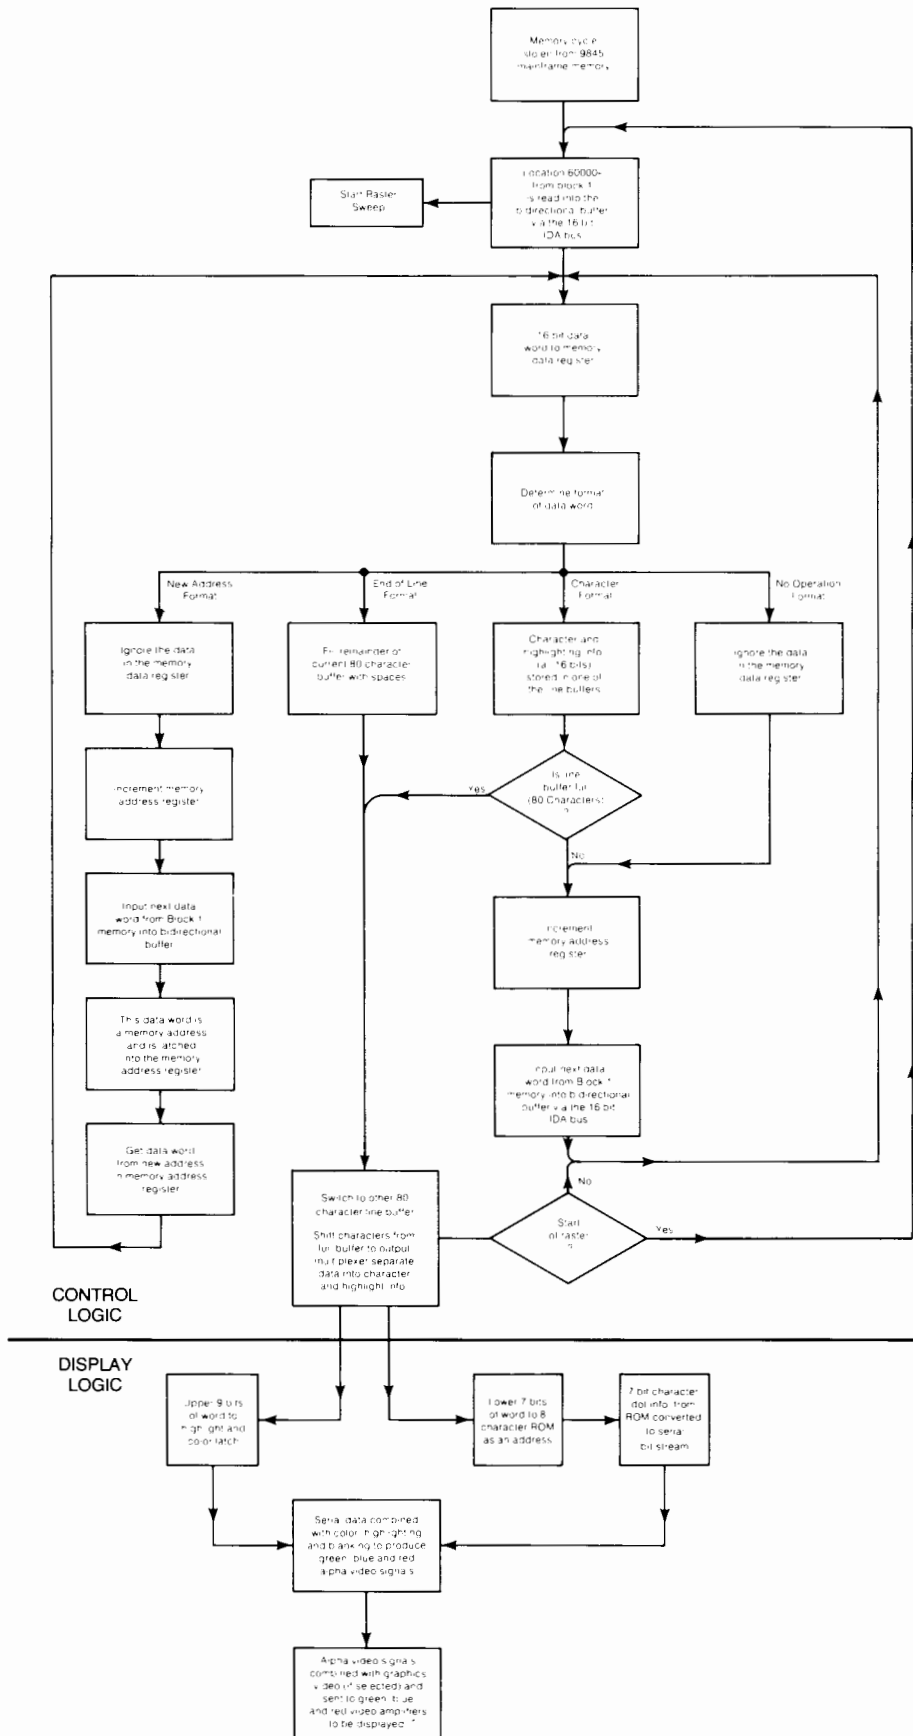 Memory cycle
stolen from 9845
mainframe memory
Location 60000
from block 1
is read into the
bidirectional buffer
via the 16 bit
IDA bus
Start Raster
Sweep
16 bit data
word to memory
data register
Determine format
of data word
New Address
Format
End of Line
Format
Character
Format
No Operation
Format
Ignore the data
in the memory
data register
Fill remainder of
current 80 character
buffer with spaces
Character and
highlighting info
(all 16 bits)
stored in one of
the line buffers
Ignore the data
in the memory
data register
Increment memory
address register
Is line
buffer full
(80 Characters)
?
Yes
No
Input next data
word from Block 1
memory into bidirectional
buffer
Increment
memory address
register
This data word is
a memory address
and is latched
into the memory
address register
Input next data
word from Block 1
memory into bidirectional
buffer via the 16 bit
IDA bus
Get data word
from new address
in memory address
register
Switch to other 80
character line buffer
Shift characters from
full buffer to output
multiplexer separate
data into character
and highlight info
No
Start
of raster
?
Yes
CONTROL
LOGIC
DISPLAY
LOGIC
Upper 9 bits
of word to
highlight and
color latch
Lower 7 bits
of word to 8
character ROM
as an address
7 bit character
dot info from
ROM converted
to serial
bit stream
Serial data combined
with color, highlighting
and blanking to produce
green, blue and red
alpha video signals
Alpha video signals
combined with graphics
video (if selected) and
sent to green, blue
and red video amplifiers
to be displayed